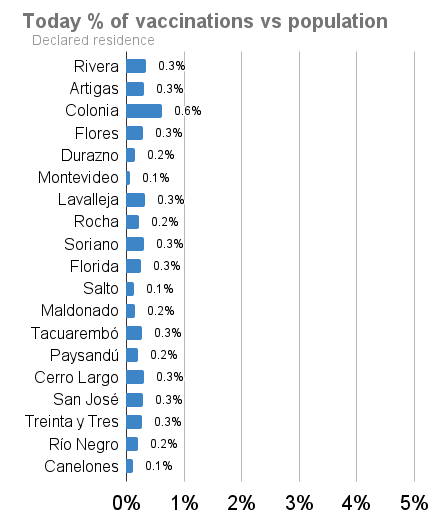 Today % of vaccinations vs population
Declared residence
Rivera 0.3%
Artigas 0.3%
Colonia 0.6%
Flores 0.3%
Durazno 0.2%
Montevideo 0.1%
Lavalleja 0.3%
Rocha 0.2%
Soriano 0.3%
Florida 0.3%
Salto 0.1%
Maldonado 0.2%
Tacuarembó 0.3%
Paysandú 0.2%
Cerro Largo 0.3%
San José 0.3%
Treinta y Tres 0.3%
Río Negro 0.2%
Canelones 0.1%
0% 1% 2% 3% 4% 5%